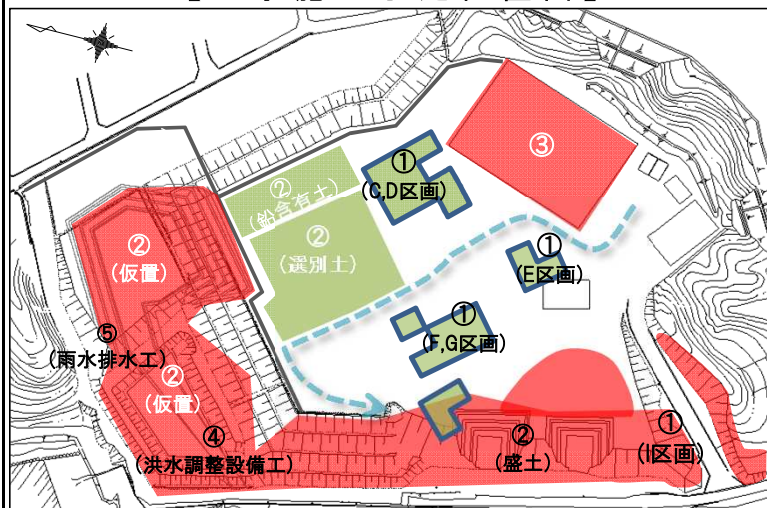 ③
①
(C,D区画)
②
(鉛含有土)
②
(選別土)
②
(仮置)
①
(E区画)
①
(F,G区画)
⑤
(雨水排水工)
②
(仮置)
④
(洪水調整設備工)
②
(盛土)
①
(I区画)